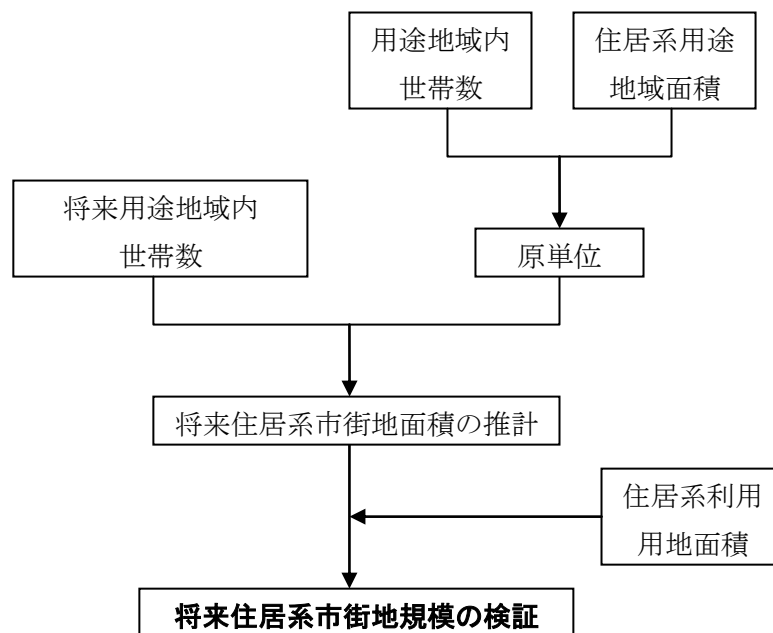 用途地域内
世帯数
住居系用途
地域面積
将来用途地域内
世帯数
原単位
将来住居系市街地面積の推計
住居系利用
用地面積
将来住居系市街地規模の検証